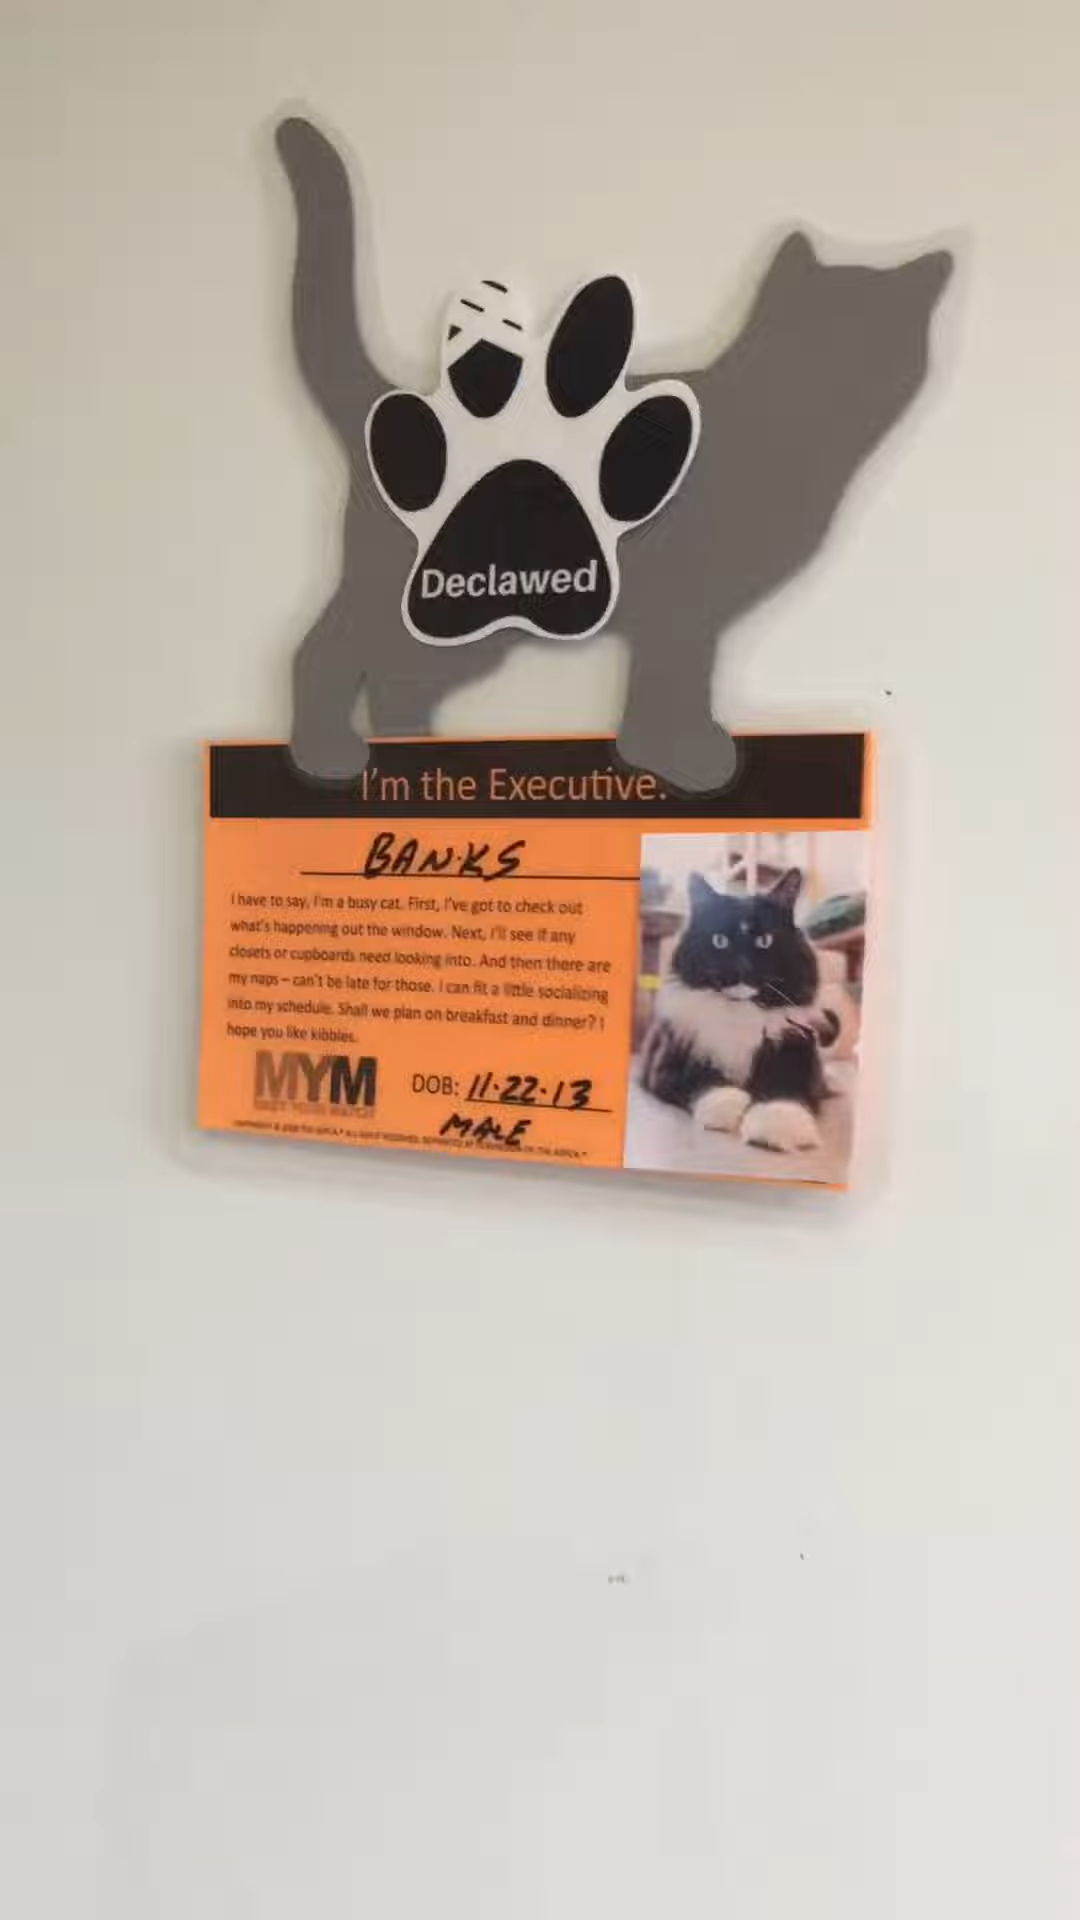 Declawed
I'm the Executive.
BANKS
I have to say, I'm a busy cat. First, I've got to check out
what's happening out the window. Next, I'll see if any
closets or cupboards need looking into. And then there are
my naps – can't be late for those. I can fit a little socializing
into my schedule. Shall we plan on breakfast and dinner? I
hope you like kibbles.
MYM
DOB: 11·22·13
MALE